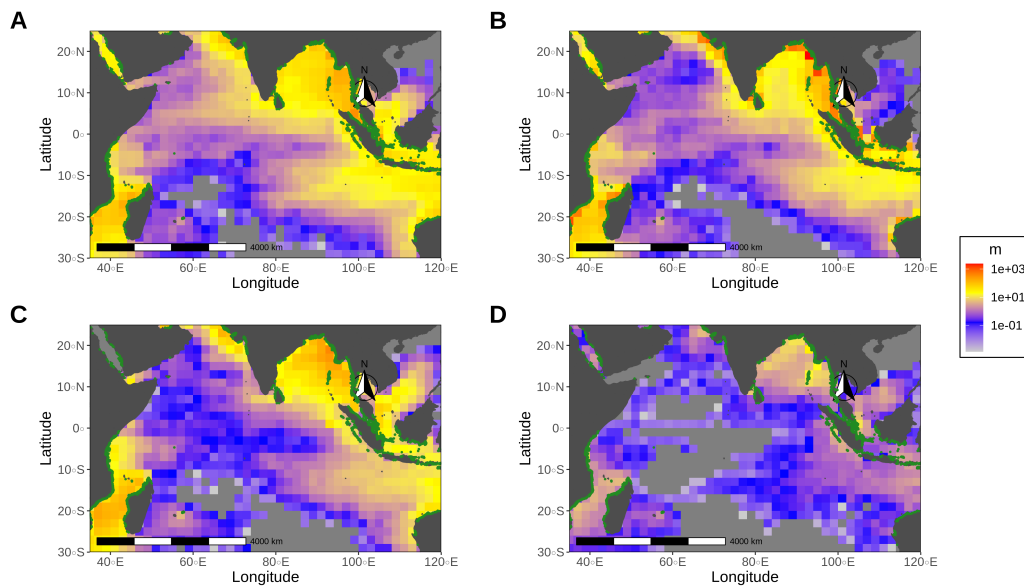 A
B
20○N
10○N
0○
10○S
20○S
30○S
Latitude
N
4000 km
40○E
60○E
80○E
100○E
120○E
Longitude
20○N
10○N
0○
10○S
20○S
30○S
Latitude
N
4000 km
40○E
60○E
80○E
100○E
120○E
Longitude
m
1e+03
1e+01
1e-01
C
D
20○N
10○N
0○
10○S
20○S
30○S
Latitude
N
4000 km
40○E
60○E
80○E
100○E
120○E
Longitude
20○N
10○N
0○
10○S
20○S
30○S
Latitude
N
4000 km
40○E
60○E
80○E
100○E
120○E
Longitude